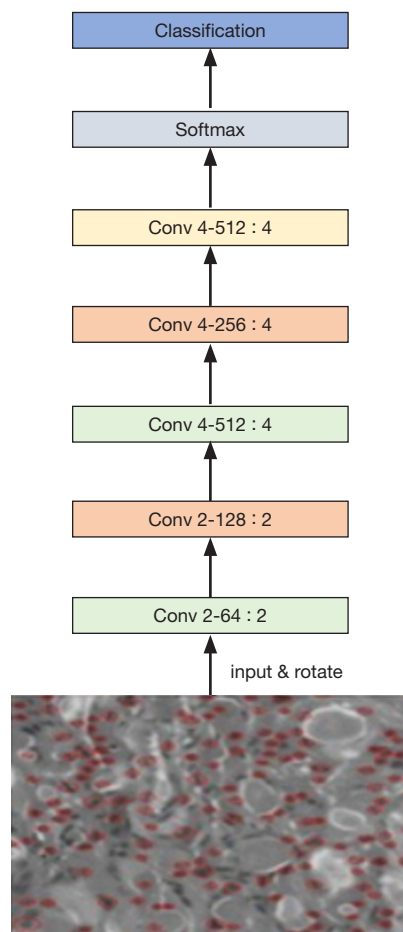 Classification
Softmax
Conv 4-512 : 4
Conv 4-256 : 4
Conv 4-512 : 4
Conv 2-128 : 2
Conv 2-64 : 2
input & rotate